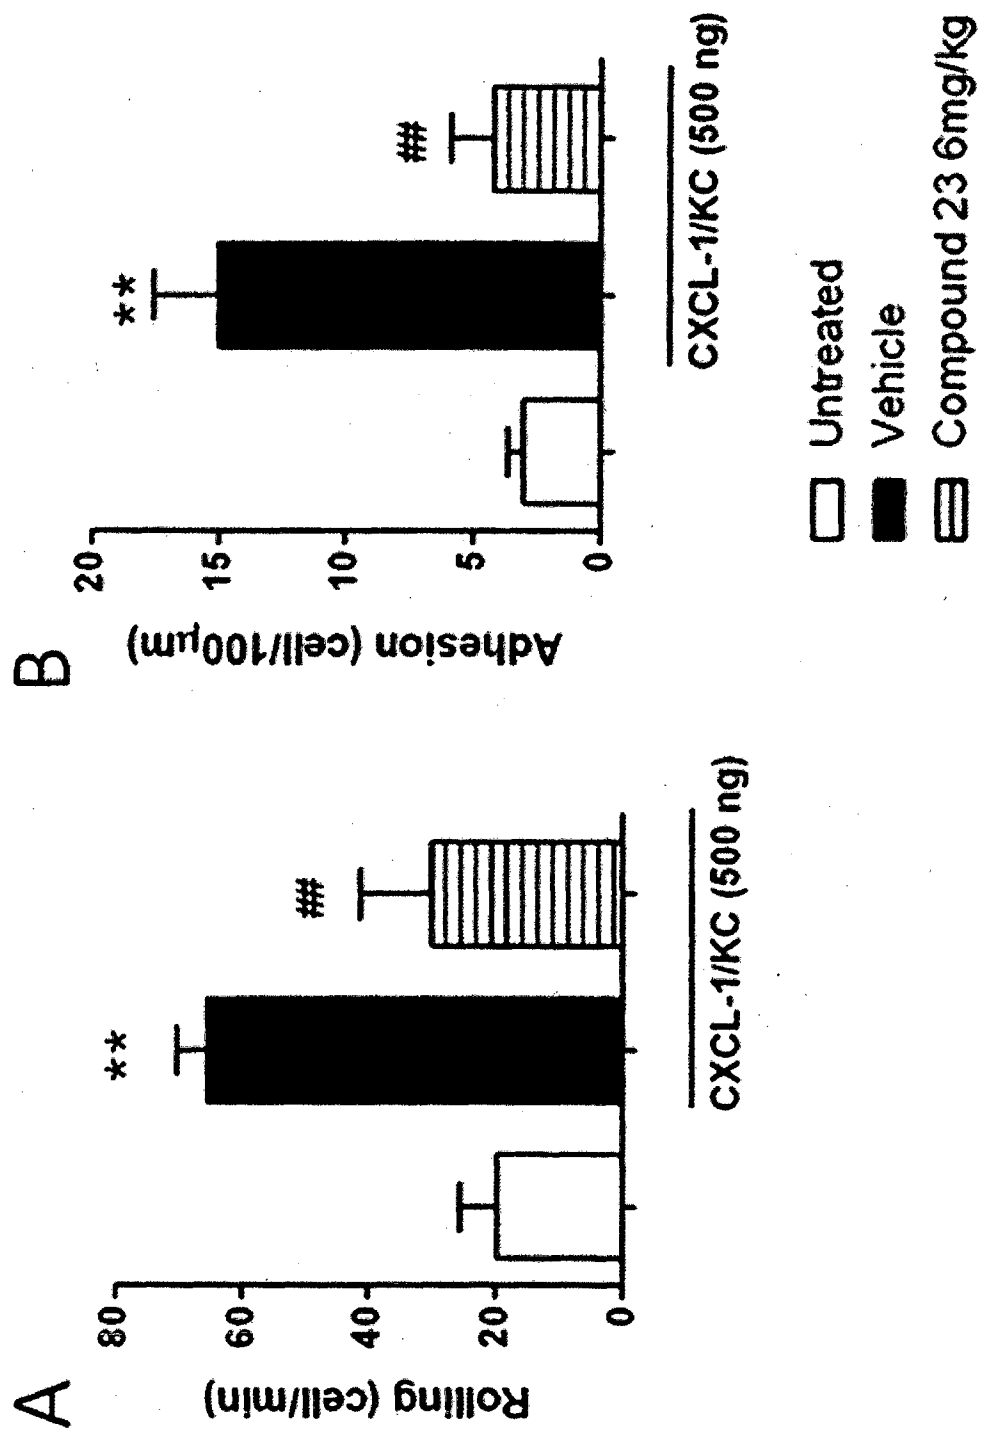 A
Rolling (cell/min)
80
60
40
20
0
**
##
CXCL-1/KC (500 ng)
B
Adhesion (cell/100µm)
20
15
10
5
0
**
##
CXCL-1/KC (500 ng)
Untreated
Vehicle
Compound 23 6mg/kg